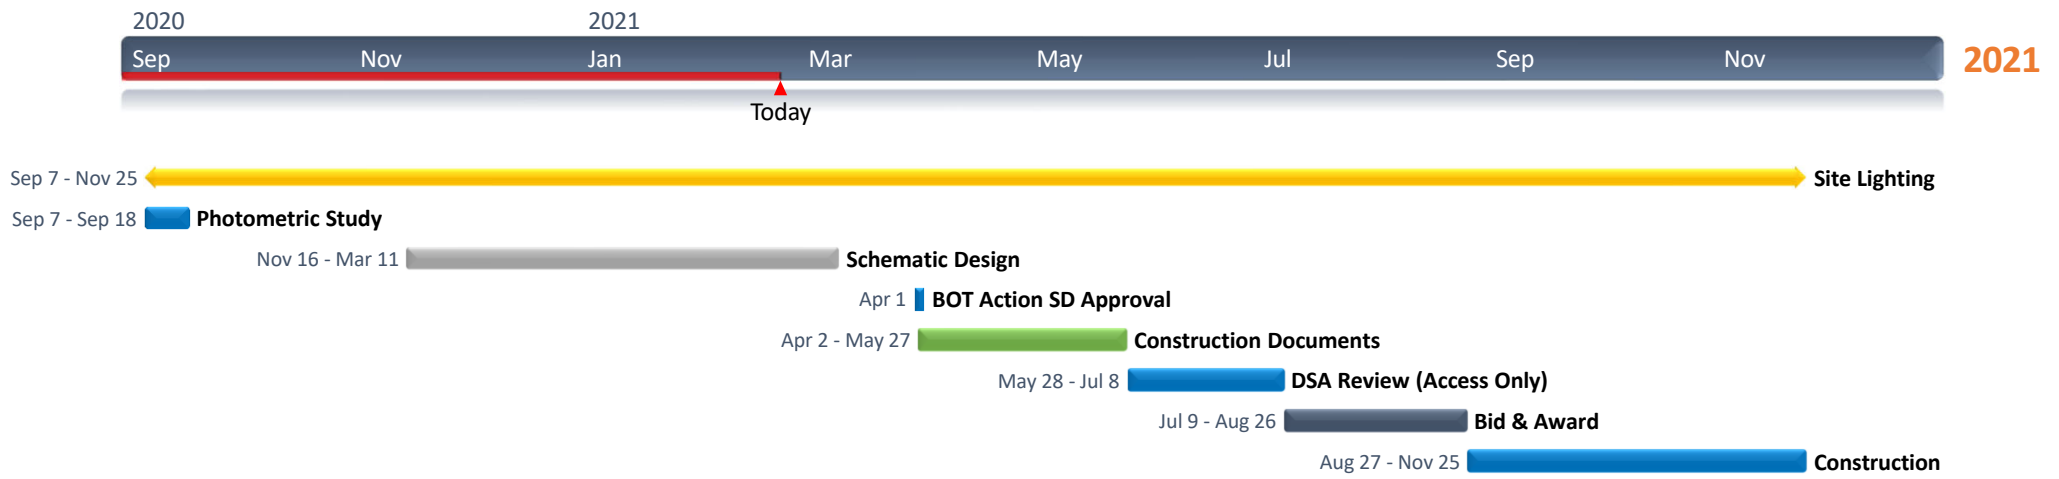 2020 2021
Sep Nov Jan Mar May Jul Sep Nov 2021
Today
Sep 7 - Nov 25 Site Lighting
Sep 7 - Sep 18 Photometric Study
Nov 16 - Mar 11 Schematic Design
Apr 1 BOT Action SD Approval
Apr 2 - May 27 Construction Documents
May 28 - Jul 8 DSA Review (Access Only)
Jul 9 - Aug 26 Bid & Award
Aug 27 - Nov 25 Construction